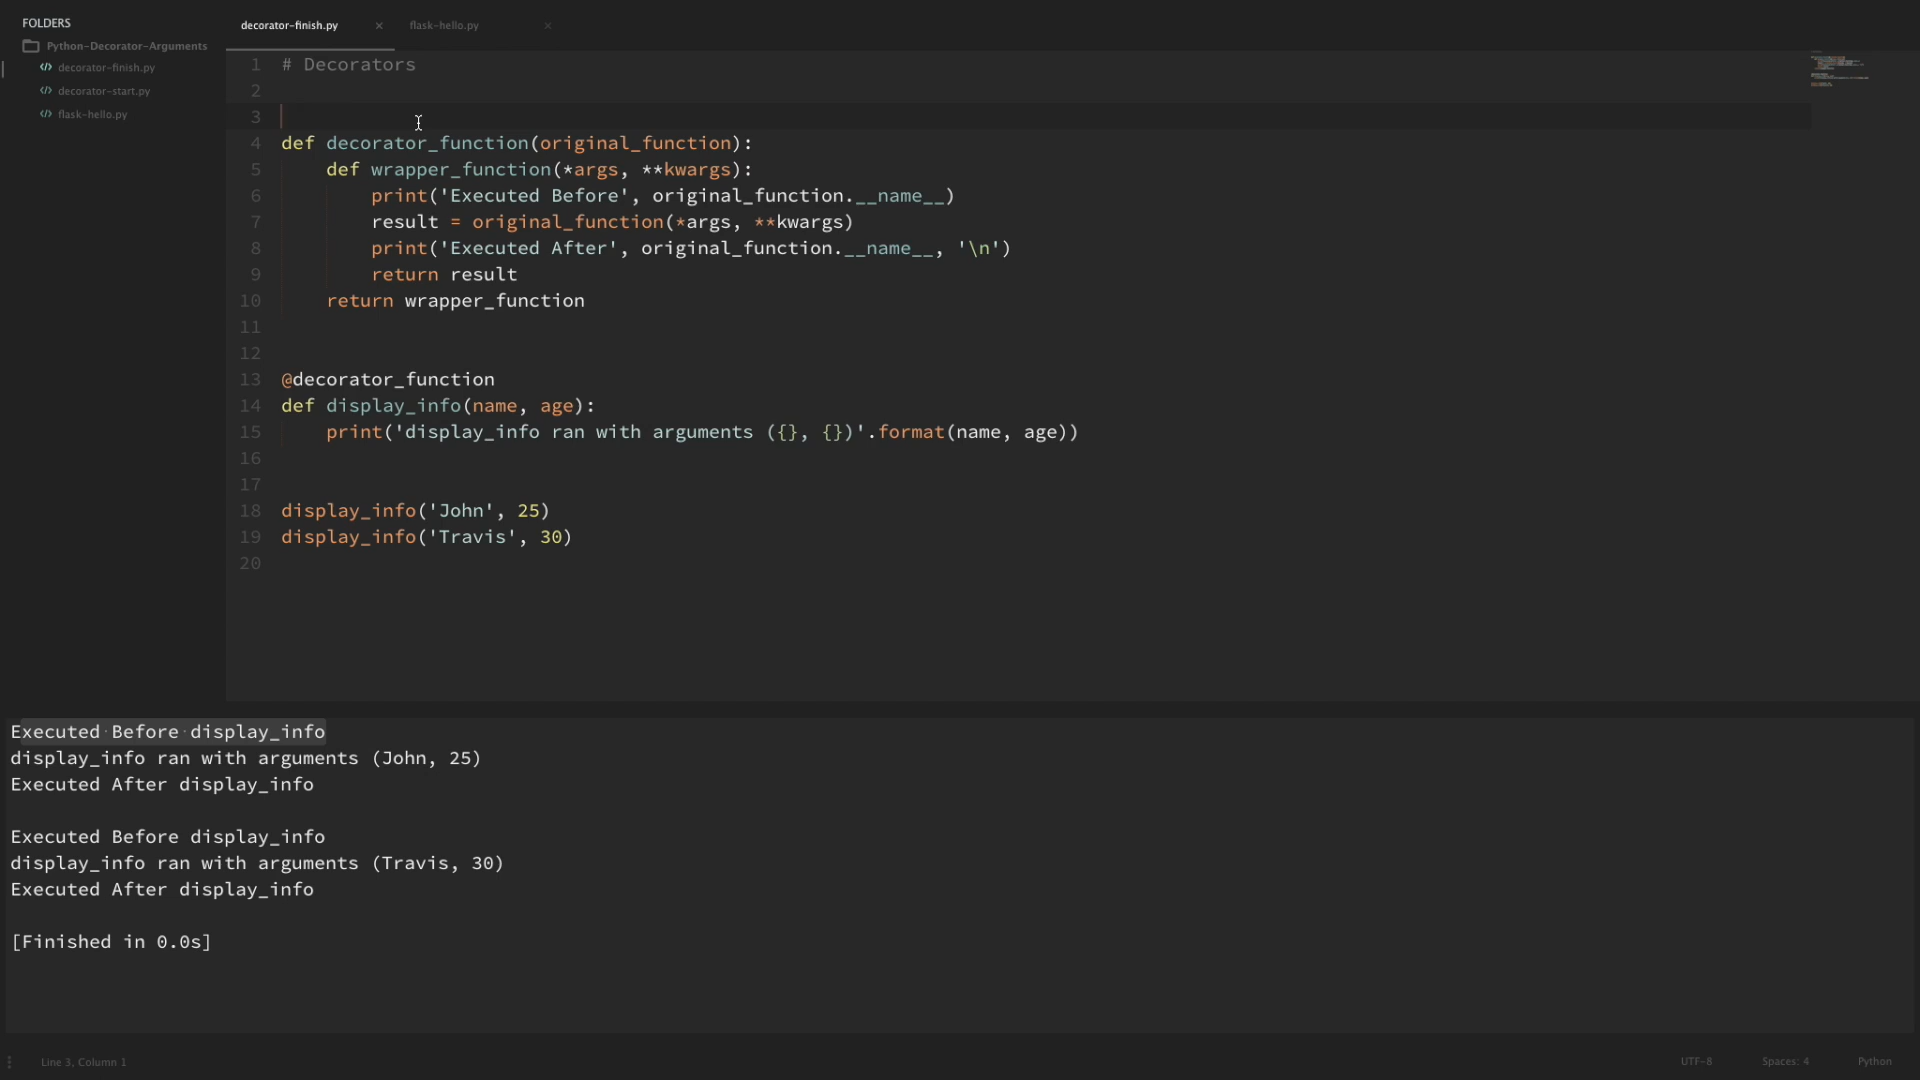 FOLDERS
Python-Decorator-Arguments
decorator-finish.py
decorator-start.py
flask-hello.py
decorator-finish.py × flask-hello.py ×
1 # Decorators
2
3
4 def decorator_function(original_function):
5     def wrapper_function(*args, **kwargs):
6         print('Executed Before', original_function.__name__)
7         result = original_function(*args, **kwargs)
8         print('Executed After', original_function.__name__, '\n')
9         return result
10     return wrapper_function
11
12
13 @decorator_function
14 def display_info(name, age):
15     print('display_info ran with arguments ({}, {})'.format(name, age))
16
17
18 display_info('John', 25)
19 display_info('Travis', 30)
20
Executed Before display_info
display_info ran with arguments (John, 25)
Executed After display_info
Executed Before display_info
display_info ran with arguments (Travis, 30)
Executed After display_info
[Finished in 0.0s]
Line 3, Column 1 UTF-8 Spaces: 4 Python